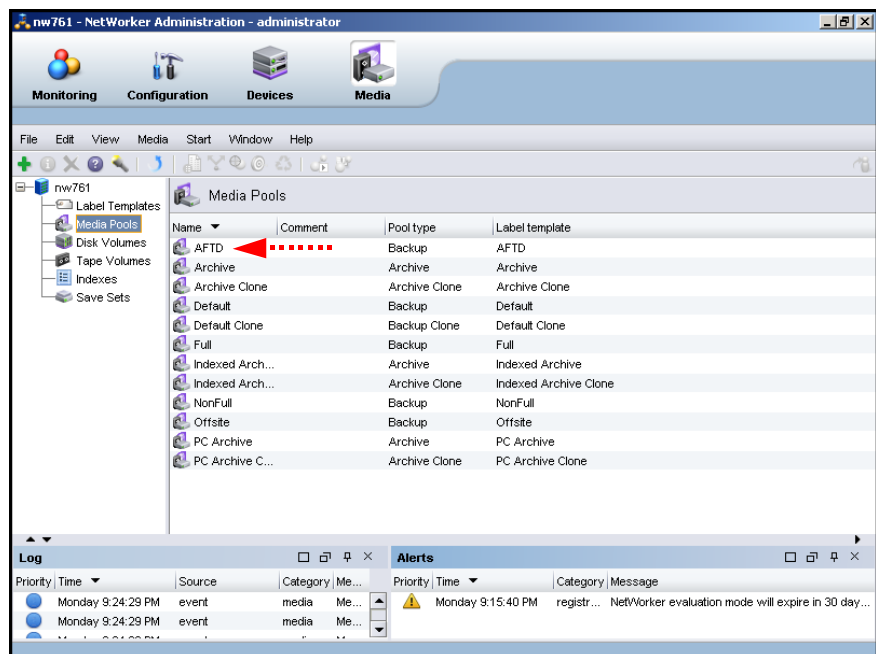 nw761 - NetWorker Administration - administrator
Monitoring Configuration Devices Media
File Edit View Media Start Window Help
nw761
Label Templates
Media Pools
Disk Volumes
Tape Volumes
Indexes
Save Sets
Media Pools
Name Comment Pool type Label template
AFTD Backup AFTD
Archive Archive Archive
Archive Clone Archive Clone Archive Clone
Default Backup Default
Default Clone Backup Clone Default Clone
Full Backup Full
Indexed Arch... Archive Indexed Archive
Indexed Arch... Archive Clone Indexed Archive Clone
NonFull Backup NonFull
Offsite Backup Offsite
PC Archive Archive PC Archive
PC Archive C... Archive Clone PC Archive Clone
Log
Priority Time Source Category Me...
Monday 9:24:29 PM event media Me...
Monday 9:24:29 PM event media Me...
Alerts
Priority Time Category Message
Monday 9:15:40 PM registr... NetWorker evaluation mode will expire in 30 day...